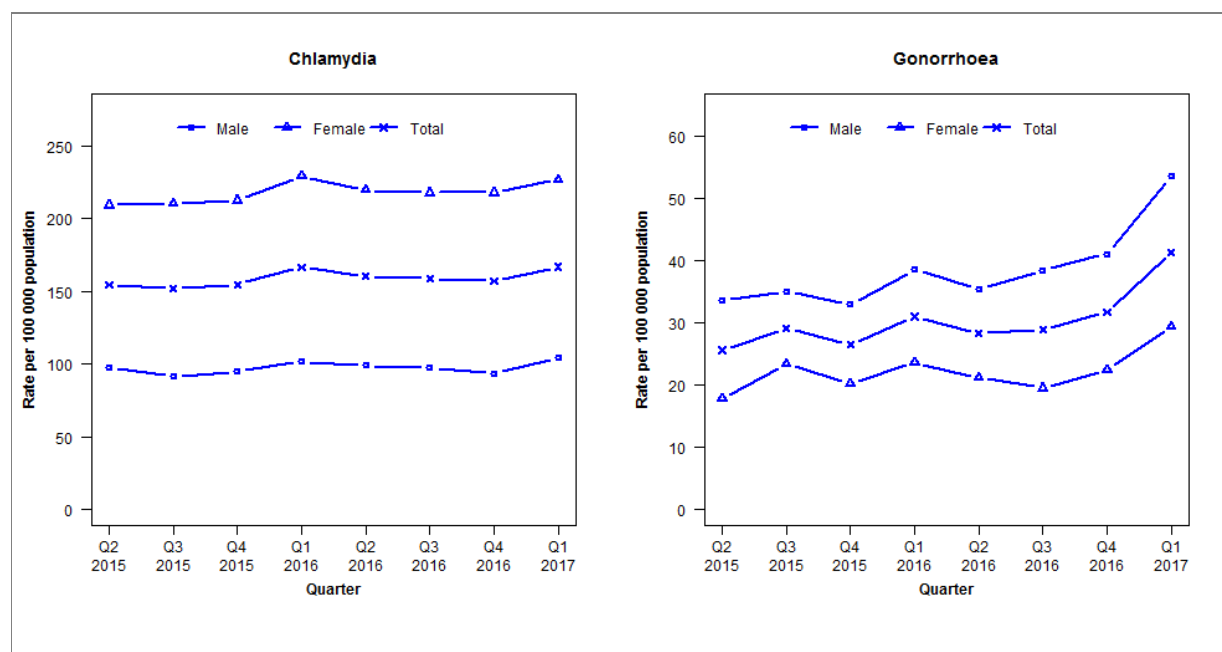 Chlamydia
Male Female Total
250
200
150
100
50
0
Rate per 100 000 population
Q2 Q3 Q4 Q1 Q2 Q3 Q4 Q1
2015 2015 2015 2016 2016 2016 2016 2017
Quarter
Gonorrhoea
Male Female Total
60
50
40
30
20
10
0
Rate per 100 000 population
Q2 Q3 Q4 Q1 Q2 Q3 Q4 Q1
2015 2015 2015 2016 2016 2016 2016 2017
Quarter